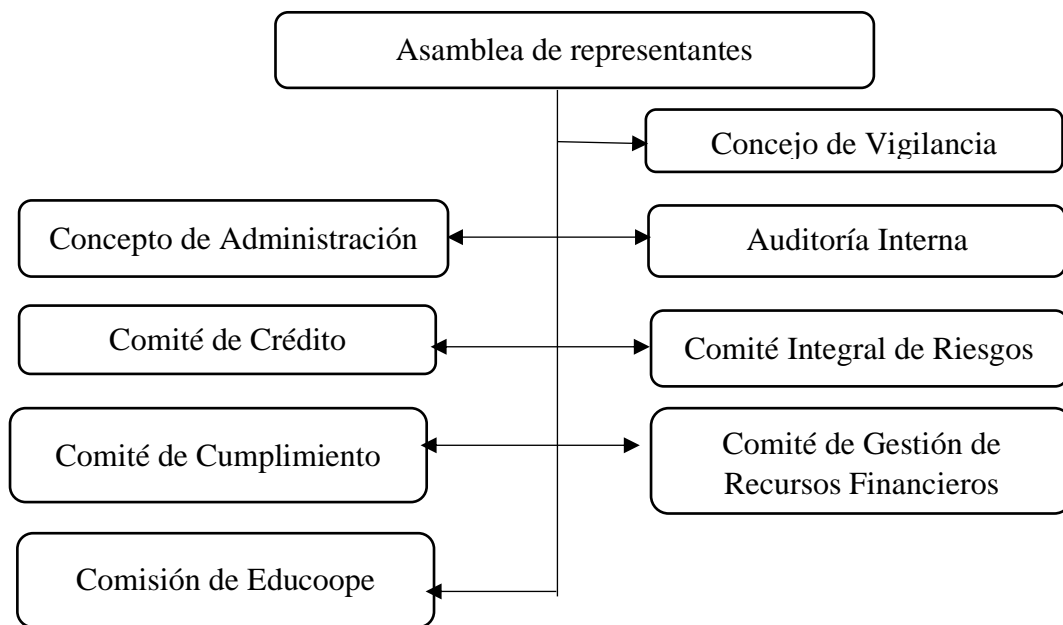 Asamblea de representantes
Concejo de Vigilancia
Concepto de Administración
Auditoría Interna
Comité de Crédito
Comité Integral de Riesgos
Comité de Cumplimiento
Comité de Gestión de
Recursos Financieros
Comisión de Educoope